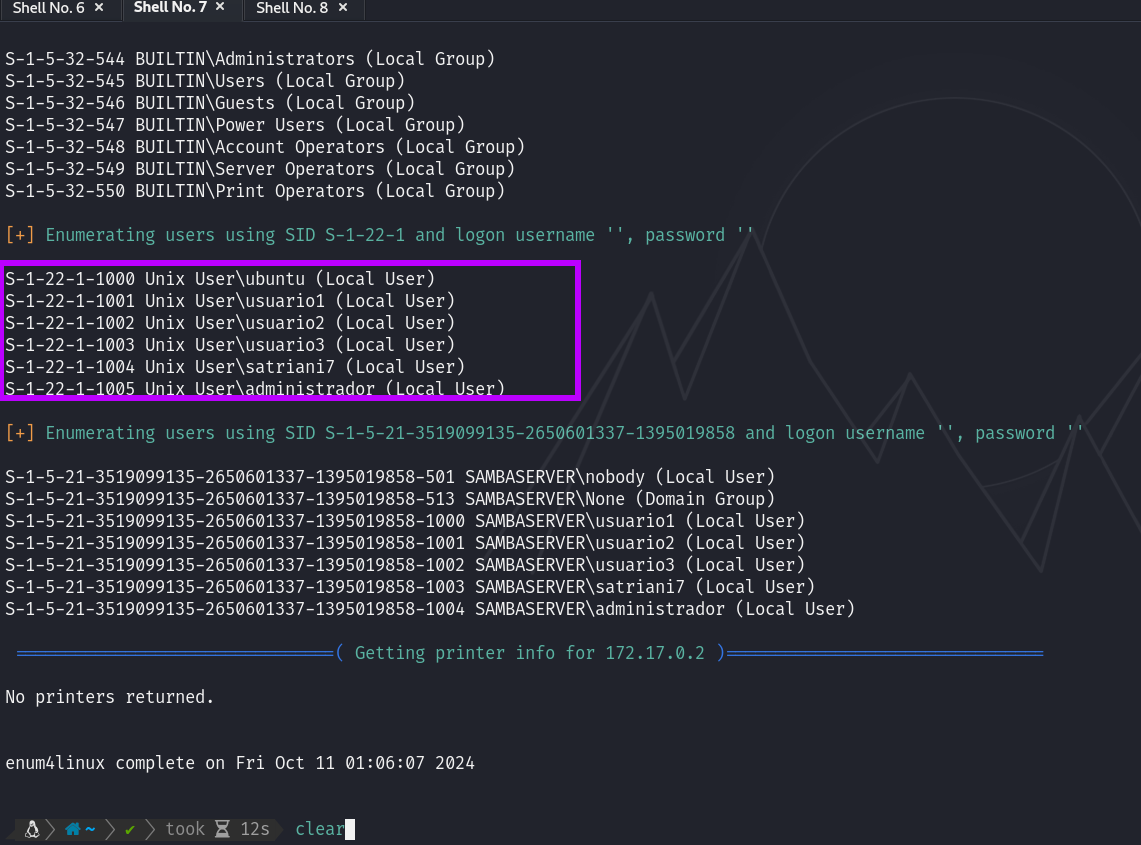 Shell No. 6 × Shell No. 7 × Shell No. 8 ×
S-1-5-32-544 BUILTIN\Administrators (Local Group)
S-1-5-32-545 BUILTIN\Users (Local Group)
S-1-5-32-546 BUILTIN\Guests (Local Group)
S-1-5-32-547 BUILTIN\Power Users (Local Group)
S-1-5-32-548 BUILTIN\Account Operators (Local Group)
S-1-5-32-549 BUILTIN\Server Operators (Local Group)
S-1-5-32-550 BUILTIN\Print Operators (Local Group)
[+] Enumerating users using SID S-1-22-1 and logon username '', password ''
S-1-22-1-1000 Unix User\ubuntu (Local User)
S-1-22-1-1001 Unix User\usuario1 (Local User)
S-1-22-1-1002 Unix User\usuario2 (Local User)
S-1-22-1-1003 Unix User\usuario3 (Local User)
S-1-22-1-1004 Unix User\satriani7 (Local User)
S-1-22-1-1005 Unix User\administrador (Local User)
[+] Enumerating users using SID S-1-5-21-3519099135-2650601337-1395019858 and logon username '', password ''
S-1-5-21-3519099135-2650601337-1395019858-501 SAMBASERVER\nobody (Local User)
S-1-5-21-3519099135-2650601337-1395019858-513 SAMBASERVER\None (Domain Group)
S-1-5-21-3519099135-2650601337-1395019858-1000 SAMBASERVER\usuario1 (Local User)
S-1-5-21-3519099135-2650601337-1395019858-1001 SAMBASERVER\usuario2 (Local User)
S-1-5-21-3519099135-2650601337-1395019858-1002 SAMBASERVER\usuario3 (Local User)
S-1-5-21-3519099135-2650601337-1395019858-1003 SAMBASERVER\satriani7 (Local User)
S-1-5-21-3519099135-2650601337-1395019858-1004 SAMBASERVER\administrador (Local User)
================================( Getting printer info for 172.17.0.2 )================================
No printers returned.
enum4linux complete on Fri Oct 11 01:06:07 2024
~ ✔ took 12s clear